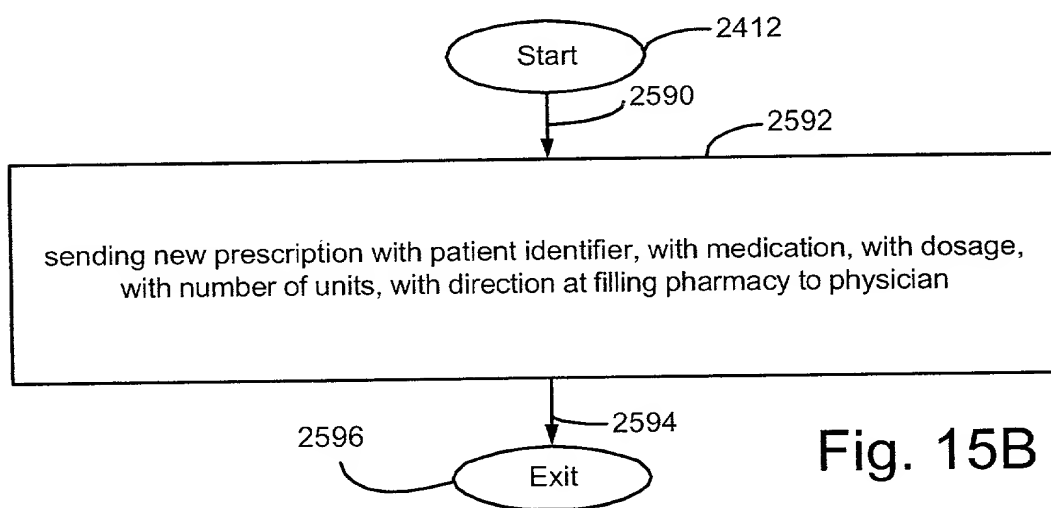 2412
Start
2590
2592
sending new prescription with patient identifier, with medication, with dosage,
with number of units, with direction at filling pharmacy to physician
2594
2596
Exit
Fig. 15B